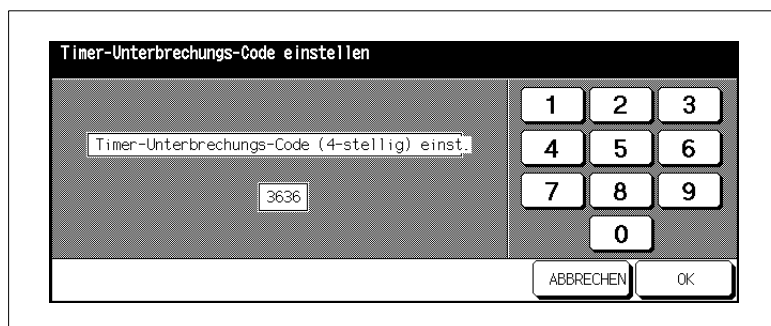 Timer-Unterbrechungs-Code einstellen
Timer-Unterbrechungs-Code (4-stellig) einst.
3636
1 2 3
4 5 6
7 8 9
0
ABBRECHEN OK